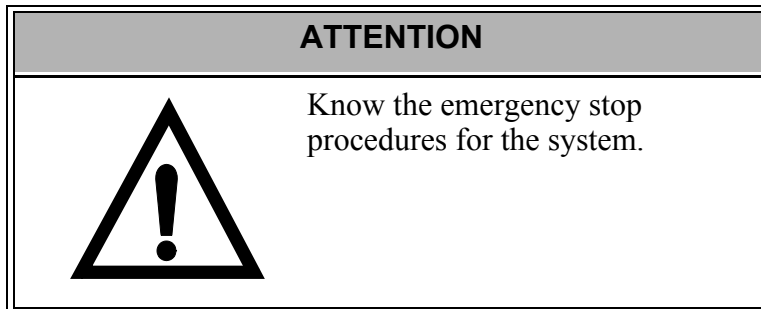 ATTENTION
Know the emergency stop
procedures for the system.